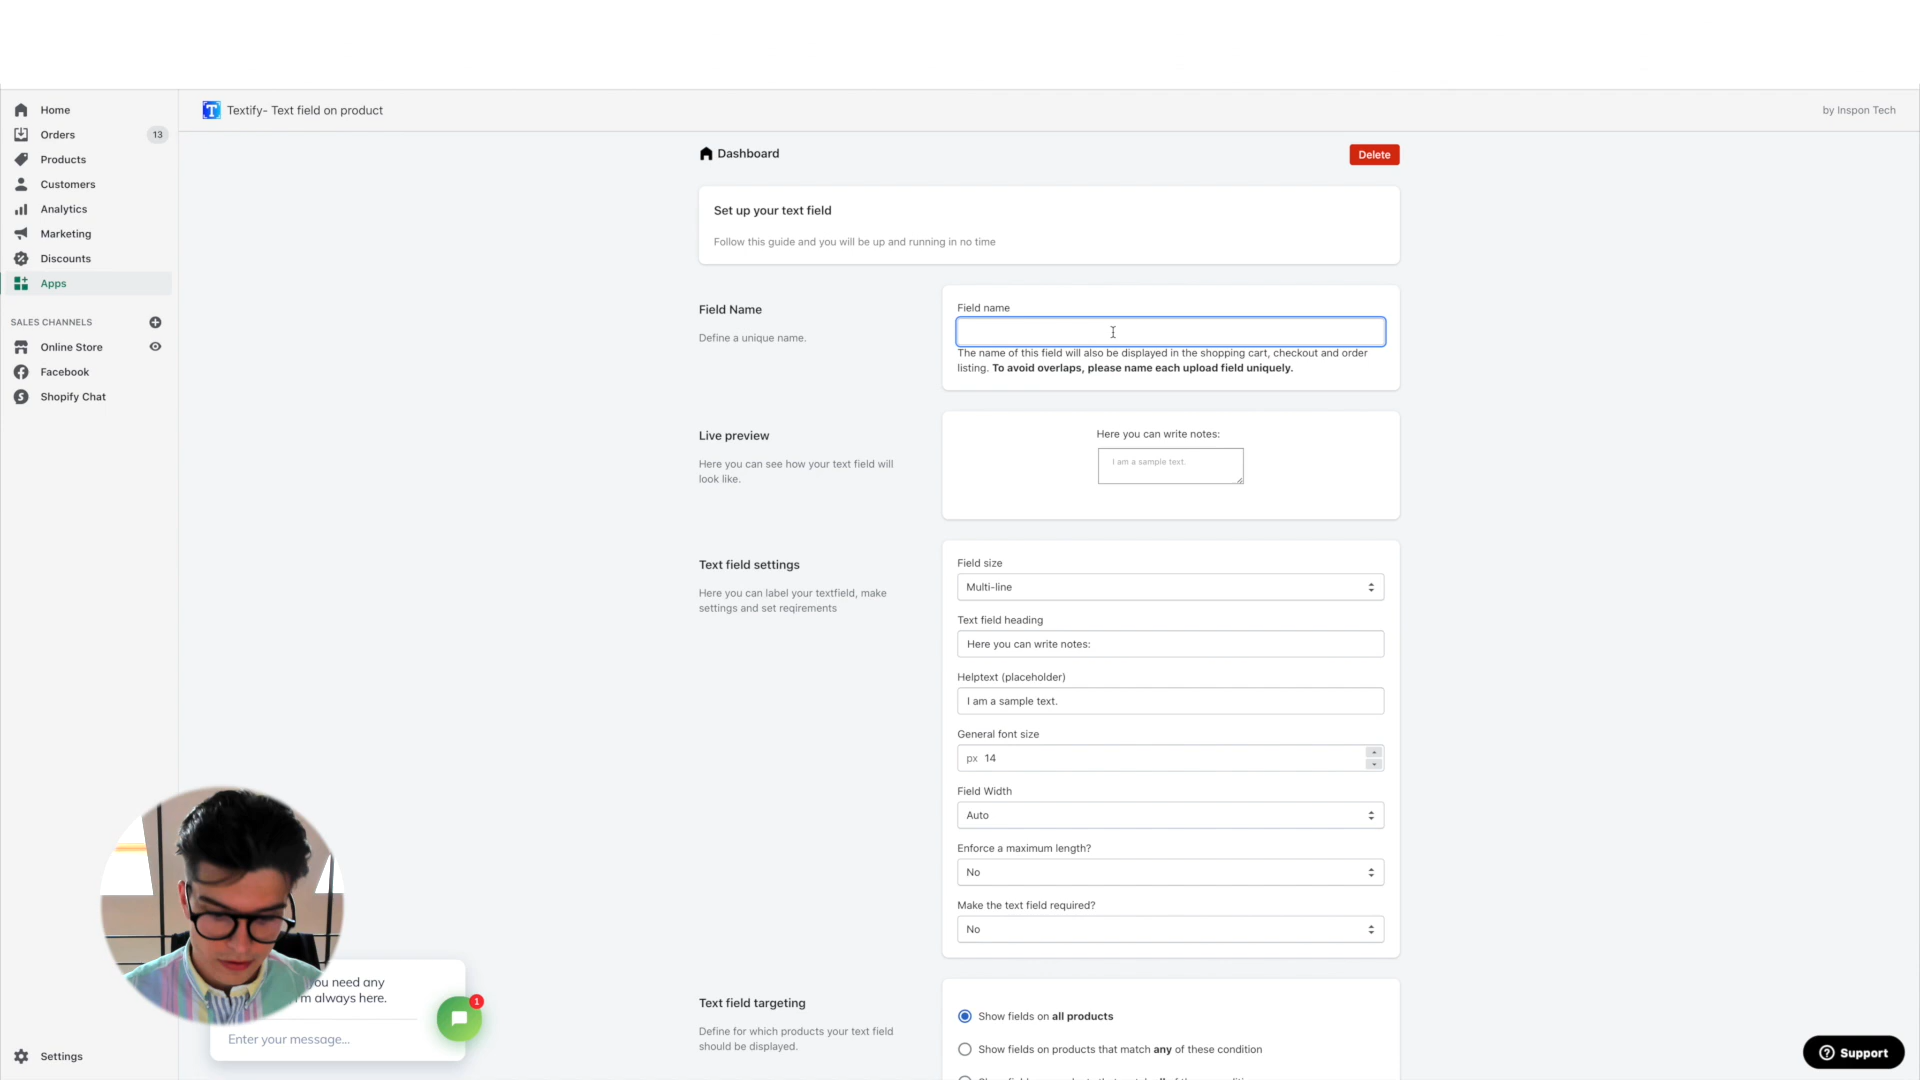 Home
Orders
13
Products
Customers
Analytics
Marketing
Discounts
Apps
SALES CHANNELS
Online Store
Facebook
Shopify Chat
Settings
T
Textify- Text field on product
by Inspon Tech
Dashboard
Delete
Set up your text field
Follow this guide and you will be up and running in no time
Field Name
Define a unique name.
Field name
The name of this field will also be displayed in the shopping cart, checkout and order
listing. To avoid overlaps, please name each upload field uniquely.
Live preview
Here you can see how your text field will
look like.
Here you can write notes:
I am a sample text.
Text field settings
Here you can label your textfield, make
settings and set reqirements
Field size
Multi-line
Text field heading
Here you can write notes:
Helptext (placeholder)
I am a sample text.
General font size
px 14
Field Width
Auto
Enforce a maximum length?
No
Make the text field required?
No
Text field targeting
Define for which products your text field
should be displayed.
Show fields on all products
Show fields on products that match any of these condition
ou need any
'm always here.
1
Enter your message...
Support